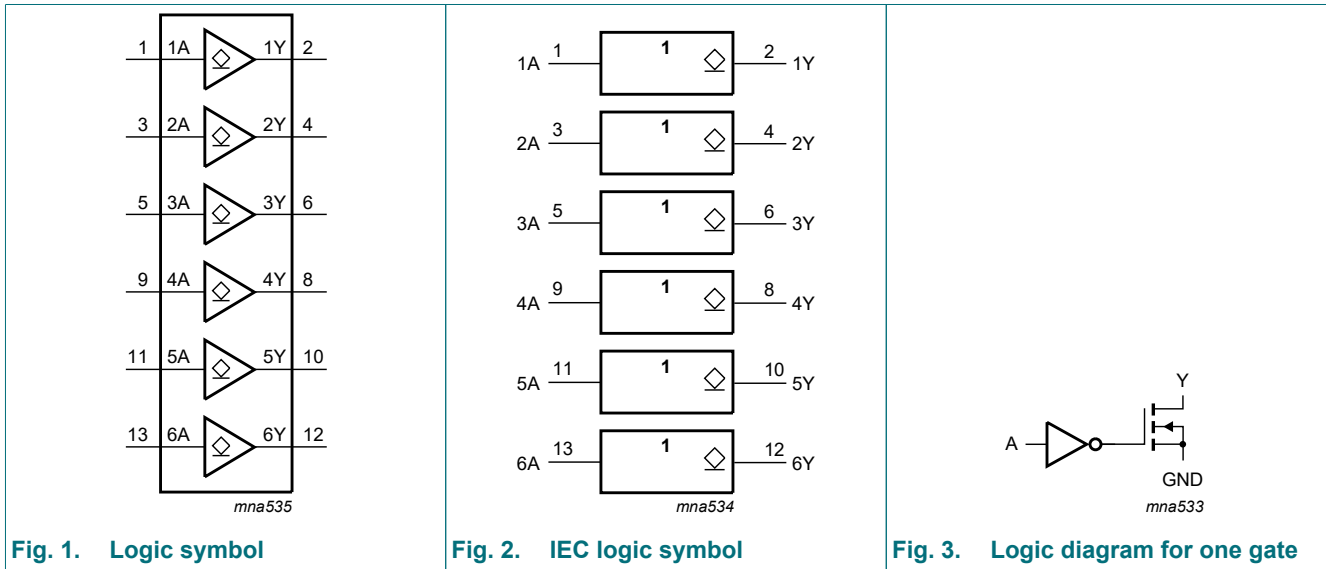 1 1A 1Y 2
3 2A 2Y 4
5 3A 3Y 6
9 4A 4Y 8
11 5A 5Y 10
13 6A 6Y 12
mna535
Fig. 1. Logic symbol
1A 1 1 2 1Y
2A 3 1 4 2Y
3A 5 1 6 3Y
4A 9 1 8 4Y
5A 11 1 10 5Y
6A 13 1 12 6Y
mna534
Fig. 2. IEC logic symbol
Y
A
GND
mna533
Fig. 3. Logic diagram for one gate